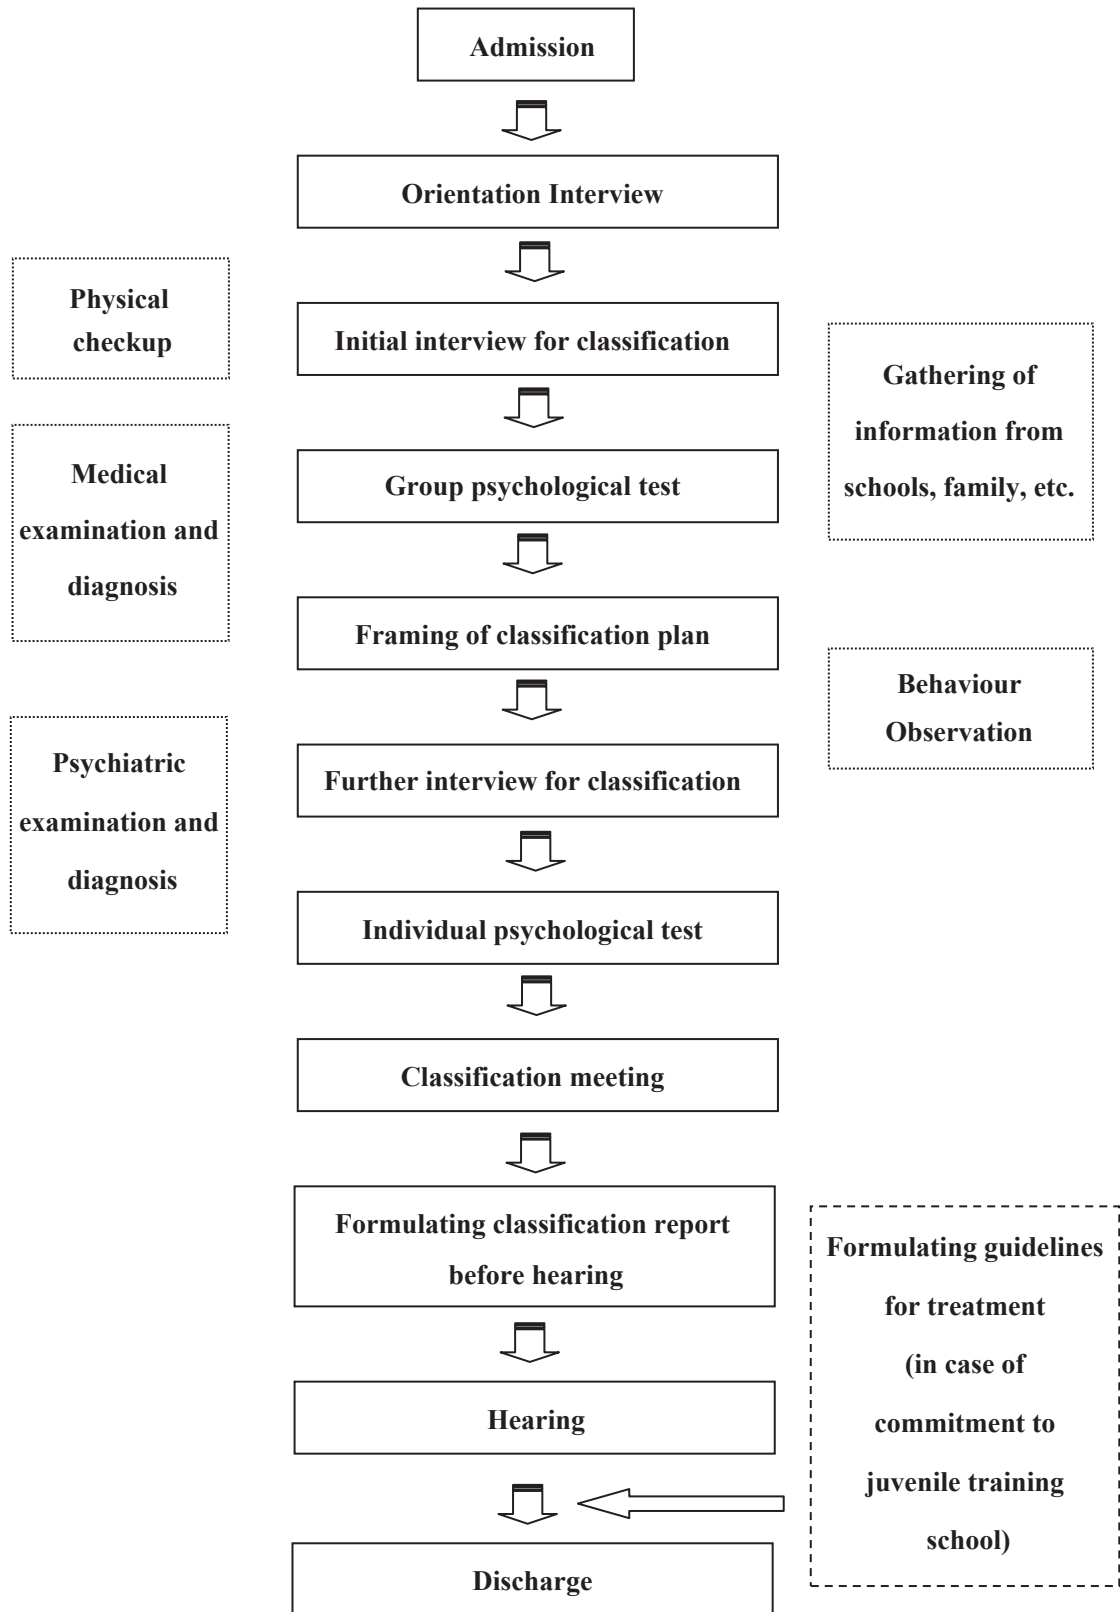 Admission
Orientation Interview
Physical
checkup
Initial interview for classification
Gathering of
information from
schools, family, etc.
Medical
examination and
diagnosis
Group psychological test
Framing of classification plan
Behaviour
Observation
Psychiatric
examination and
diagnosis
Further interview for classification
Individual psychological test
Classification meeting
Formulating classification report
before hearing
Formulating guidelines
for treatment
(in case of
commitment to
juvenile training
school)
Hearing
Discharge